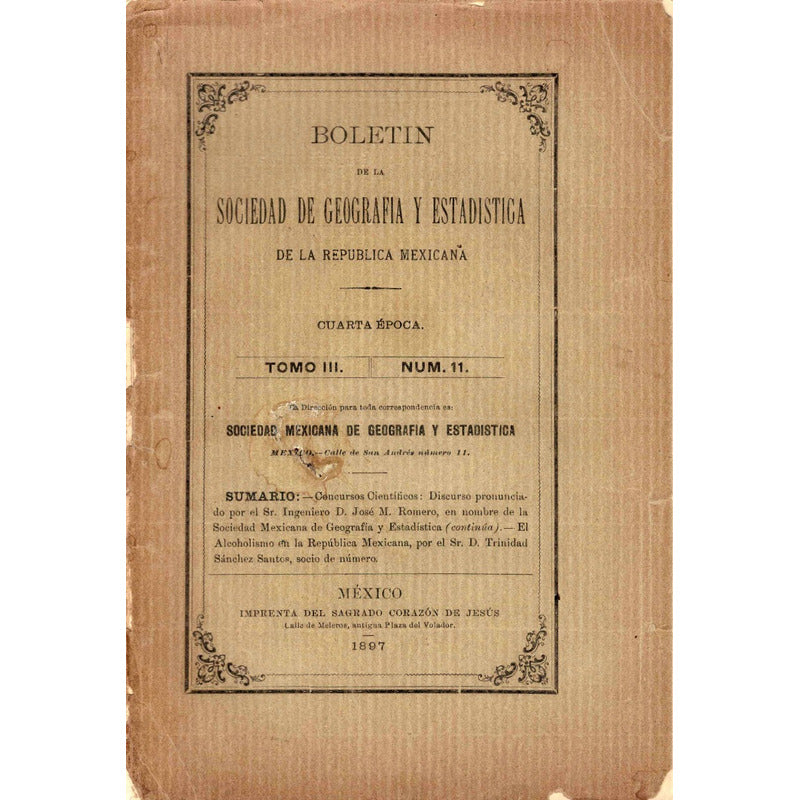 BOLETIN
DE LA
SOCIEDAD DE GEOGRAFIA Y ESTADISTICA
DE LA REPUBLICA MEXICANA
CUARTA ÉPOCA.
TOMO III. NUM. 11.
La Dirección para toda correspondencia es:
SOCIEDAD MEXICANA DE GEOGRAFIA Y ESTADISTICA
MEXICO.—Calle de San Andrés número 11.
SUMARIO:—Concursos Científicos: Discurso pronuncia-
do por el Sr. Ingeniero D. José M. Romero, en nombre de la
Sociedad Mexicana de Geografía y Estadística (continúa).— El
Alcoholismo en la República Mexicana, por el Sr. D. Trinidad
Sánchez Santos, socio de número.
MÉXICO
IMPRENTA DEL SAGRADO CORAZÓN DE JESÚS
Calle de Meleros, antigua Plaza del Volador.
1897